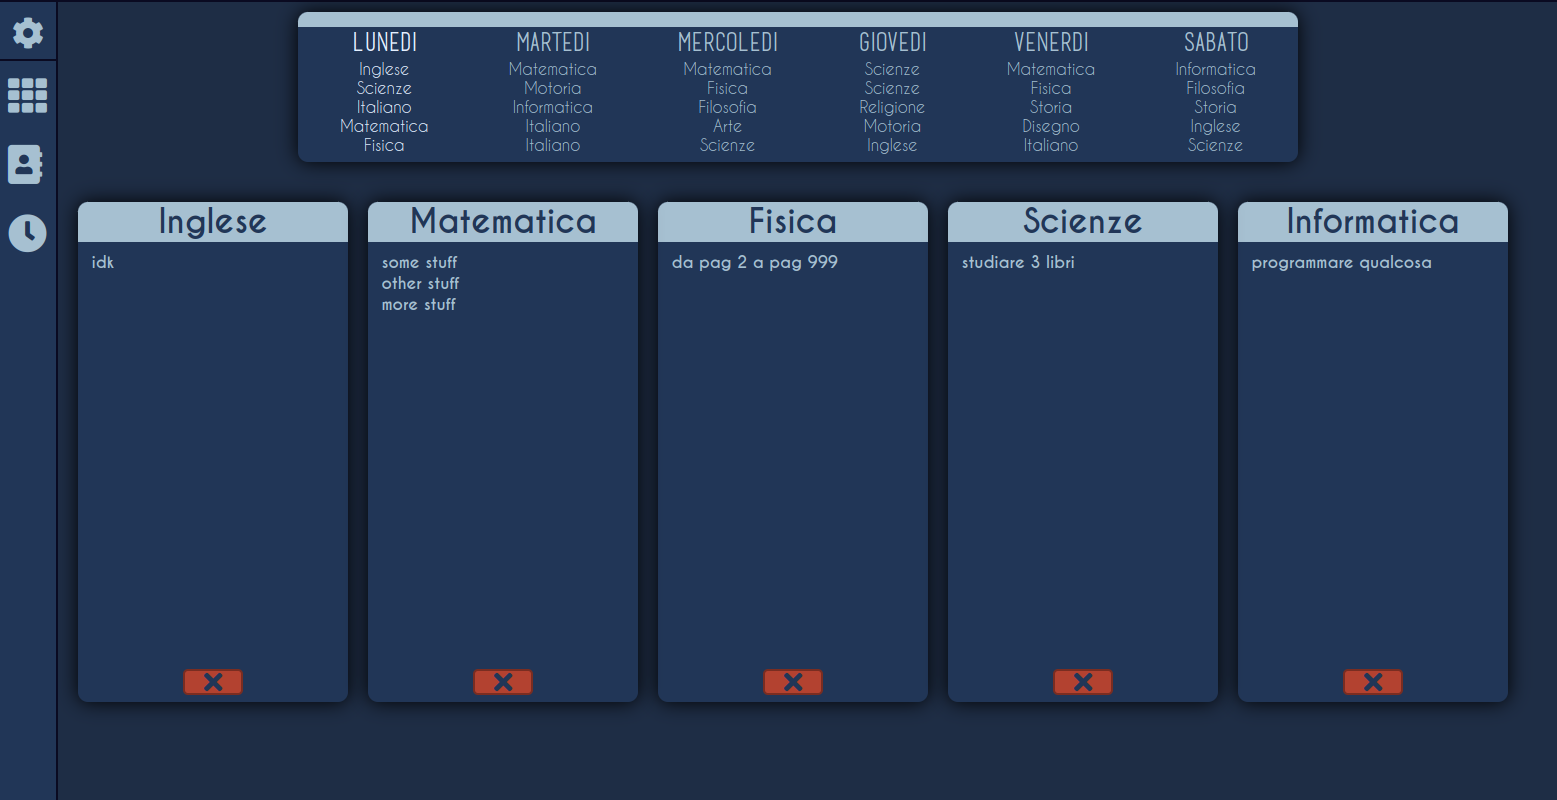 LUNEDI MARTEDI MERCOLEDI GIOVEDI VENERDI SABATO
Inglese Matematica Matematica Scienze Matematica Informatica
Scienze Motoria Fisica Scienze Fisica Filosofia
Italiano Informatica Filosofia Religione Storia Storia
Matematica Italiano Arte Motoria Disegno Inglese
Fisica Italiano Scienze Inglese Italiano Scienze
Inglese Matematica Fisica Scienze Informatica
idk some stuff da pag 2 a pag 999 studiare 3 libri programmare qualcosa
other stuff
more stuff